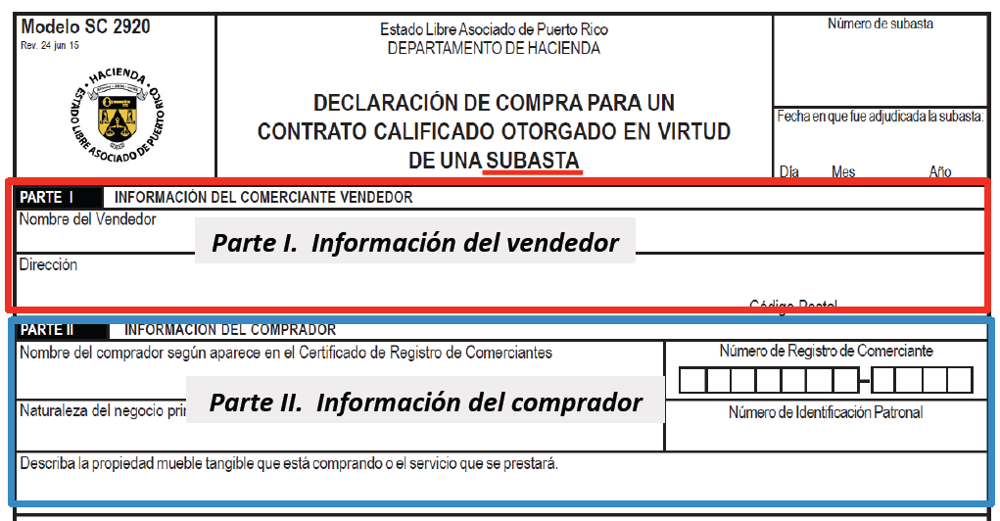 Modelo SC 2920
Rev. 24 jun 15
HACIENDA
ESTADO LIBRE ASOCIADO DE PUERTO RICO
Estado Libre Asociado de Puerto Rico
DEPARTAMENTO DE HACIENDA
DECLARACIÓN DE COMPRA PARA UN
CONTRATO CALIFICADO OTORGADO EN VIRTUD
DE UNA SUBASTA
Número de subasta
Fecha en que fue adjudicada la subasta:
Día Mes Año
PARTE I INFORMACIÓN DEL COMERCIANTE VENDEDOR
Nombre del Vendedor
Parte I. Información del vendedor
Dirección
Código Postal
PARTE II INFORMACIÓN DEL COMPRADOR
Nombre del comprador según aparece en el Certificado de Registro de Comerciantes
Número de Registro de Comerciante
Parte II. Información del comprador
Naturaleza del negocio
Número de Identificación Patronal
Describa la propiedad mueble tangible que está comprando o el servicio que se prestará.